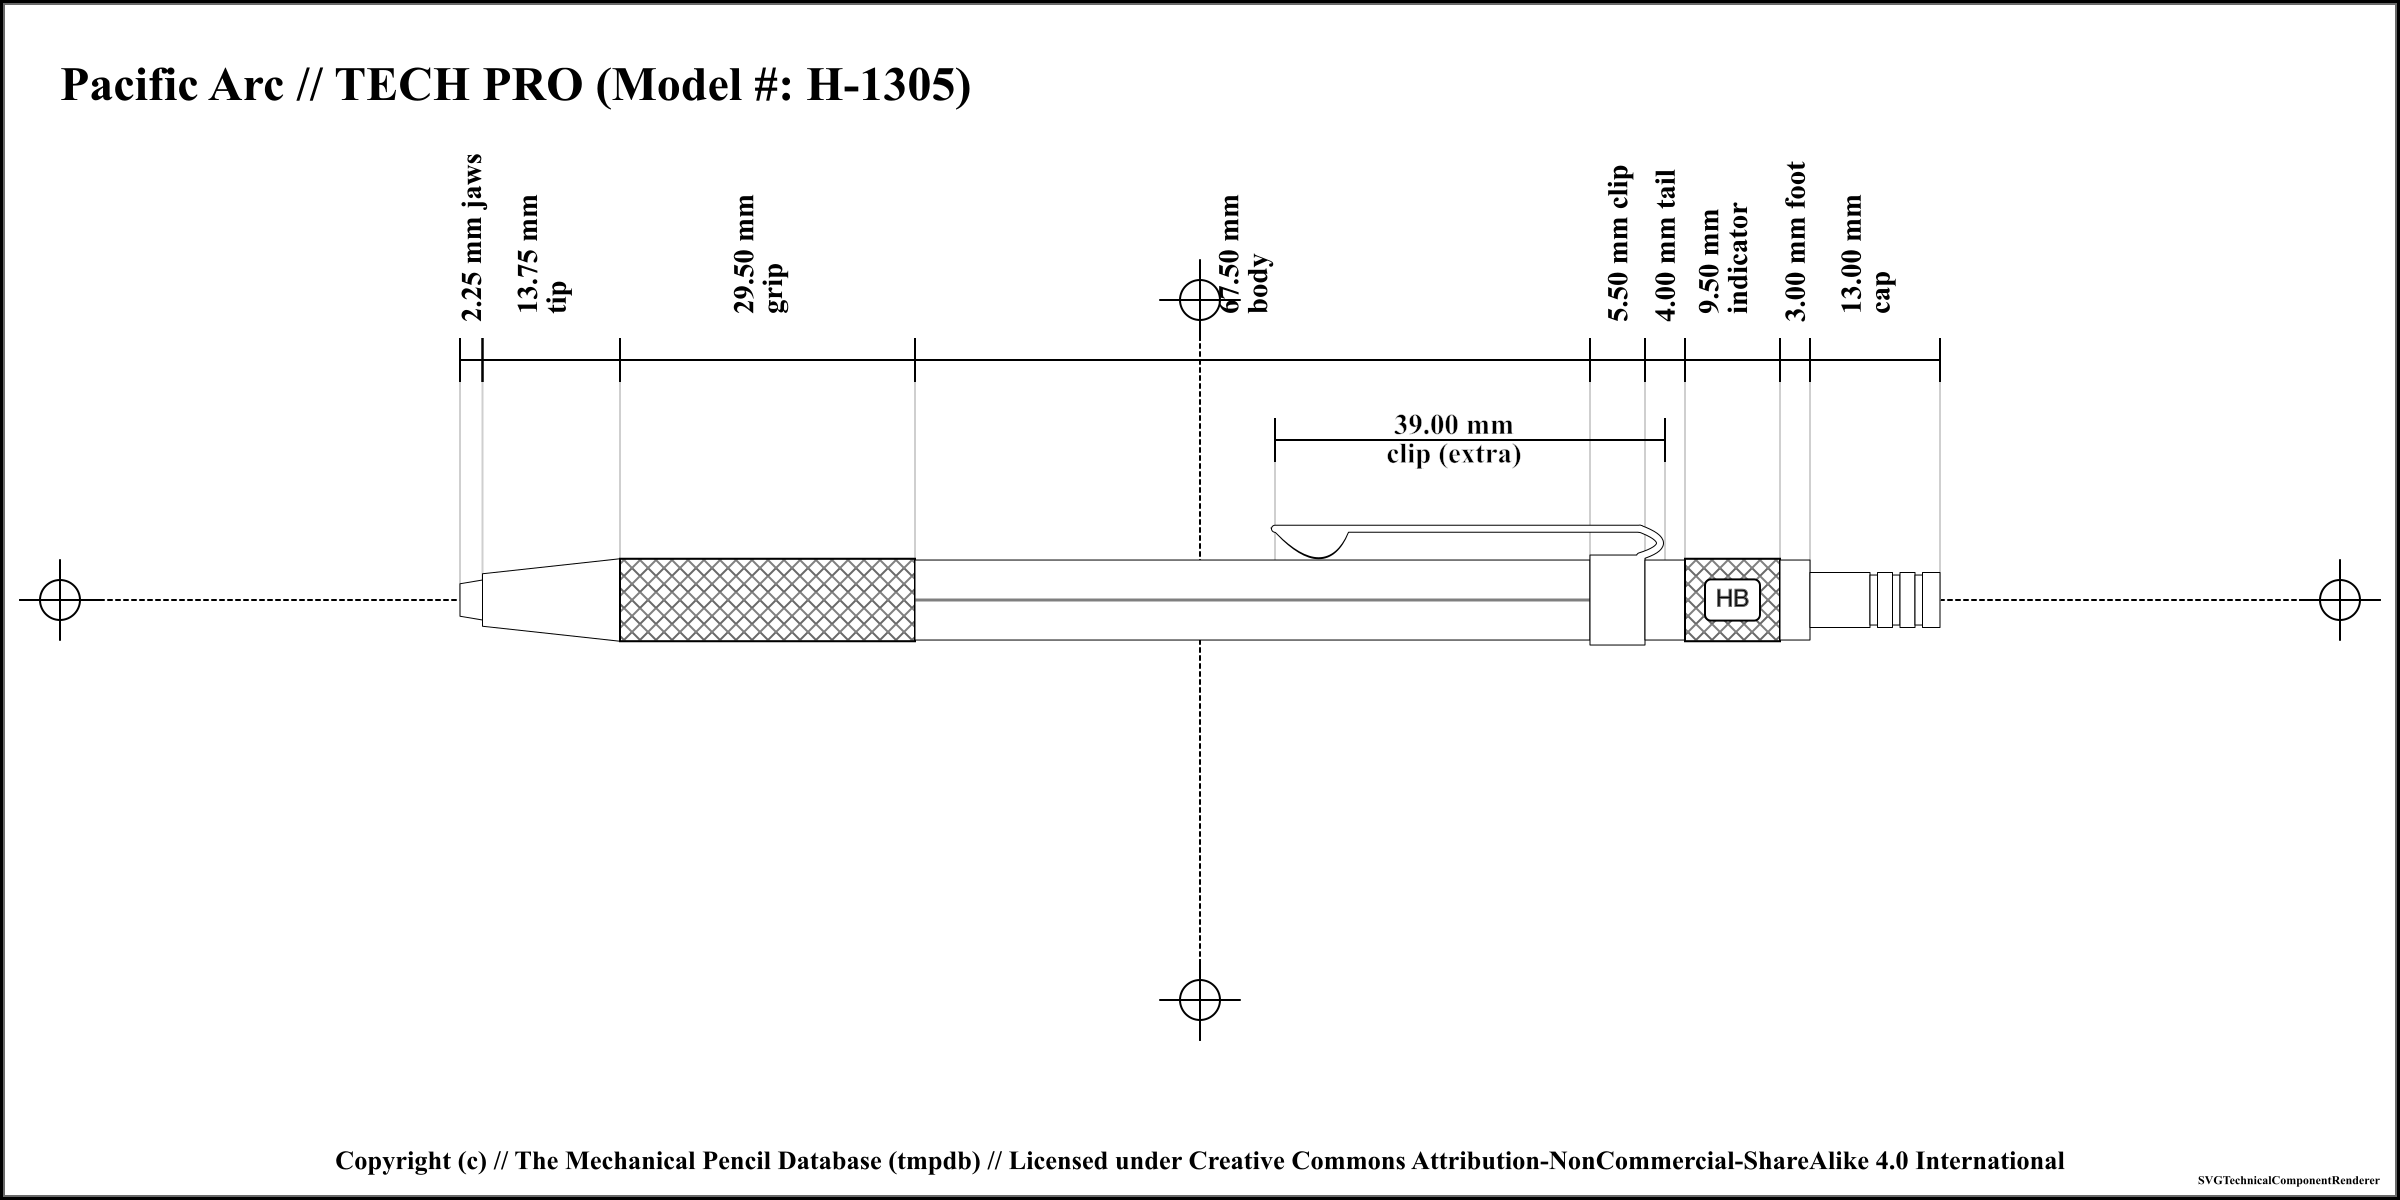 Pacific Arc // TECH PRO (Model #: H-1305)
2.25 mm jaws
13.75 mm
tip
29.50 mm
grip
67.50 mm
body
5.50 mm clip
4.00 mm tail
9.50 mm
indicator
3.00 mm foot
13.00 mm
cap
39.00 mm
clip (extra)
HB
Copyright (c) // The Mechanical Pencil Database (tmpdb) // Licensed under Creative Commons Attribution-NonCommercial-ShareAlike 4.0 International
SVGTechnicalComponentRenderer